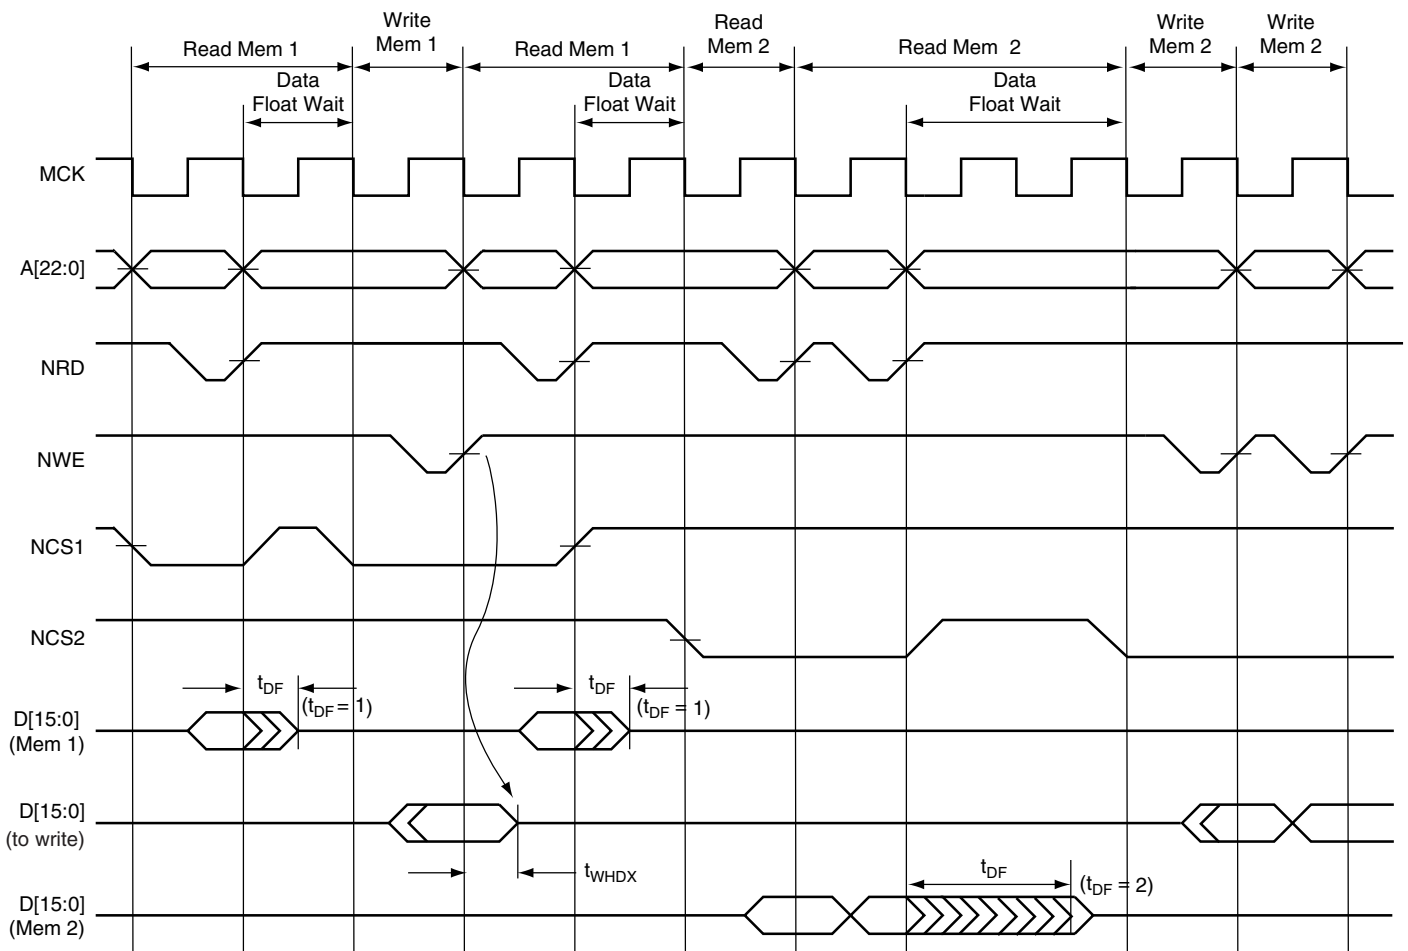 Write
Mem 1
Read
Mem 2
Write
Mem 2
Write
Mem 2
Read Mem 1
Read Mem 1
Read Mem  2
Data
Float Wait
Data
Float Wait
Data
Float Wait
MCK
A[22:0]
NRD
NWE
NCS1
NCS2
tDF
(tDF = 1)
tDF
(tDF = 1)
D[15:0]
(Mem 1)
D[15:0]
(to write)
tWHDX
tDF
(tDF = 2)
D[15:0]
(Mem 2)